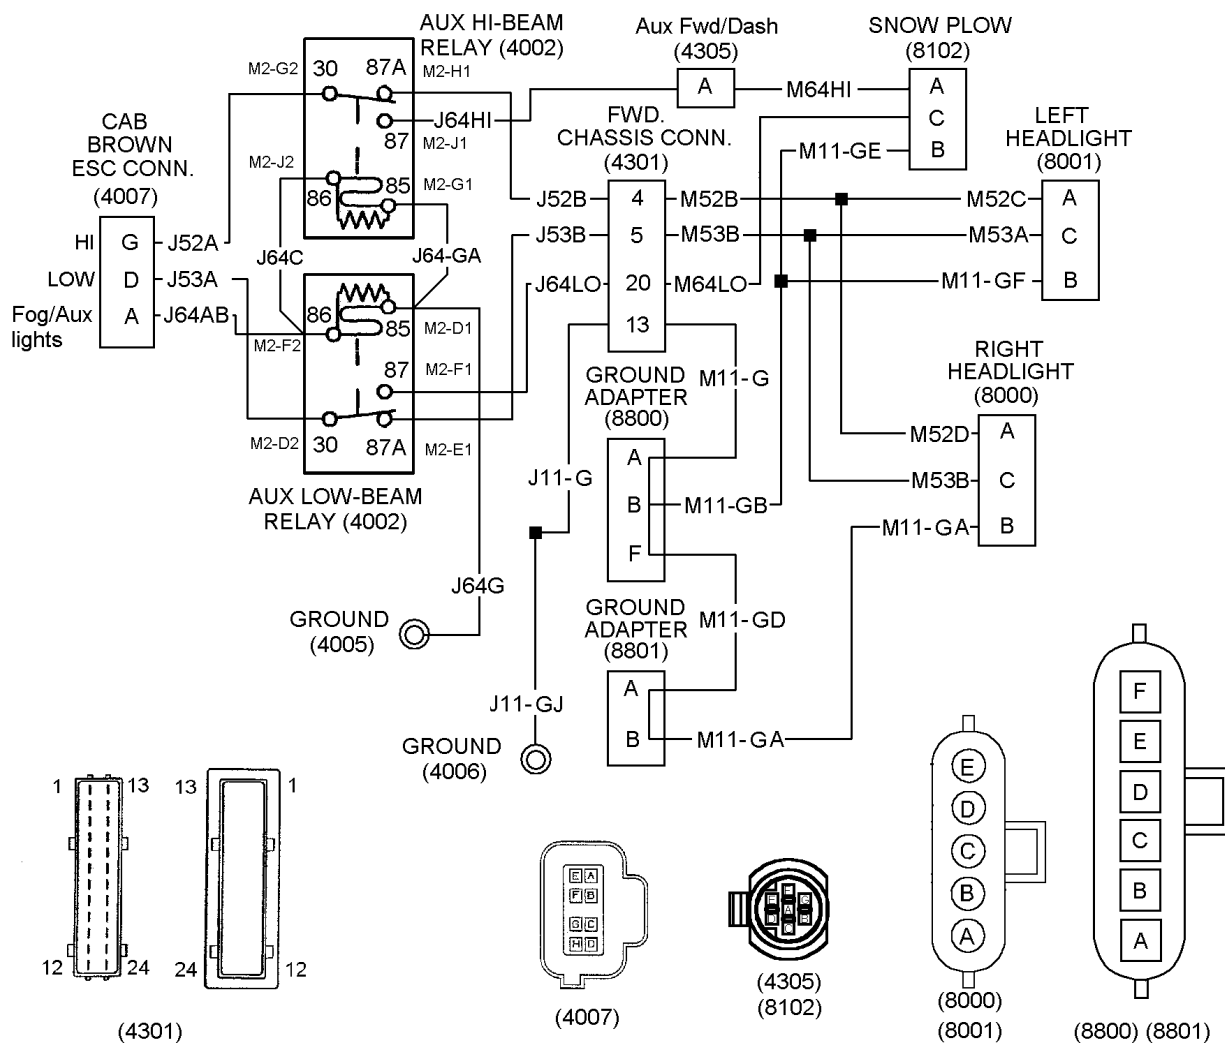 AUX HI-BEAM
RELAY (4002)
Aux Fwd/Dash
(4305)
SNOW PLOW
(8102)
M2-G2
30
87A
M2-H1
A
M64HI
A
C
B
J64HI
87
M2-J1
CAB
BROWN
ESC CONN.
(4007)
FWD.
CHASSIS CONN.
(4301)
M11-GE
LEFT
HEADLIGHT
(8001)
M2-J2
86
85
M2-G1
J52B
4
M52B
M52C
A
HI
G
J52A
J53B
5
M53B
M53A
C
J64C
J64-GA
LOW
D
J53A
J64LO
20
M64LO
M11-GF
B
Fog/Aux
lights
A
J64AB
86
85
M2-D1
13
M2-F2
87
M2-F1
GROUND
ADAPTER
(8800)
M11-G
RIGHT
HEADLIGHT
(8000)
M2-D2
30
87A
M2-E1
A
M52D
A
J11-G
B
M11-GB
M53B
C
AUX LOW-BEAM
RELAY (4002)
F
M11-GA
B
J64G
GROUND
(4005)
GROUND
ADAPTER
(8801)
M11-GD
A
B
M11-GA
J11-GJ
GROUND
(4006)
1
13
12
24
13
1
24
12
(4301)
E
A
F
B
G
C
H
D
(4007)
(4305)
(8102)
E
D
C
B
A
(8000)
(8001)
F
E
D
C
B
A
(8800) (8801)